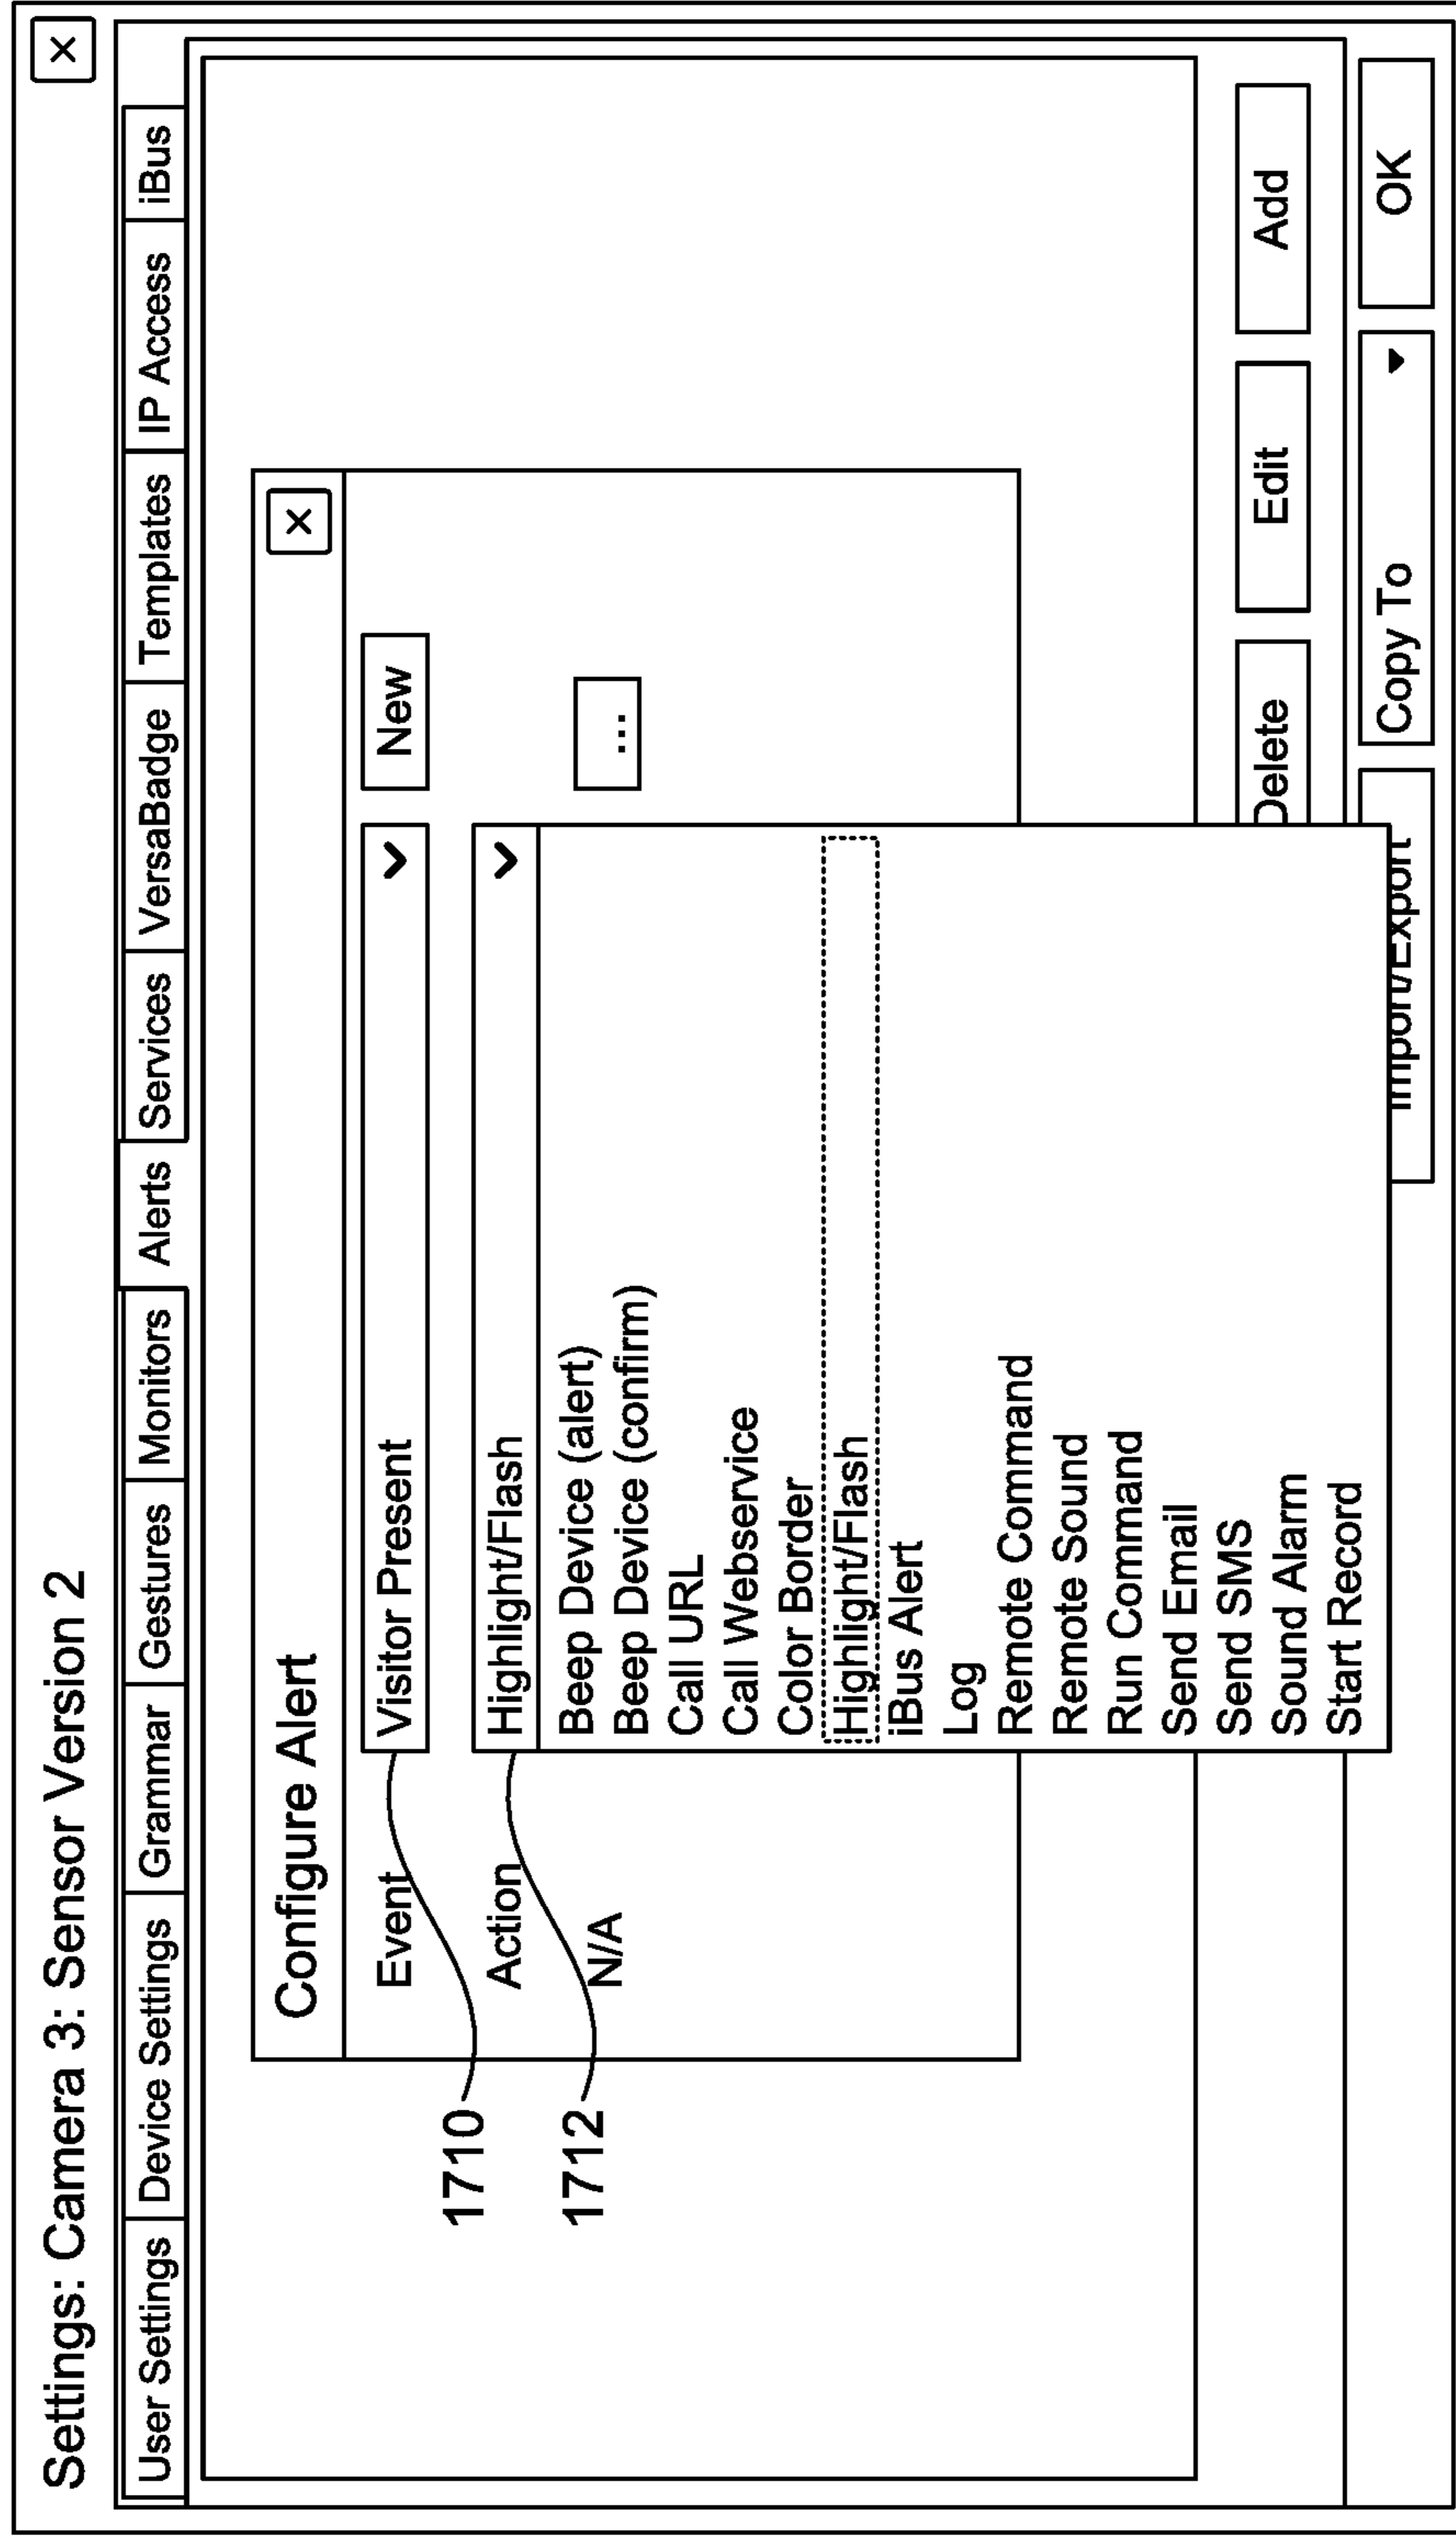 Settings: Camera 3: Sensor Version 2
User Settings Device Settings Grammar Gestures Monitors Alerts Services VersaBadge Templates IP Access iBus
Configure Alert
Event Visitor Present New
1710
Action Highlight/Flash
1712
N/A ...
Beep Device (alert)
Beep Device (confirm)
Call URL
Call Webservice
Color Border
Highlight/Flash
iBus Alert
Log
Remote Command
Remote Sound
Run Command
Send Email
Send SMS
Sound Alarm
Start Record
Delete Edit Add
Import/Export Copy To OK